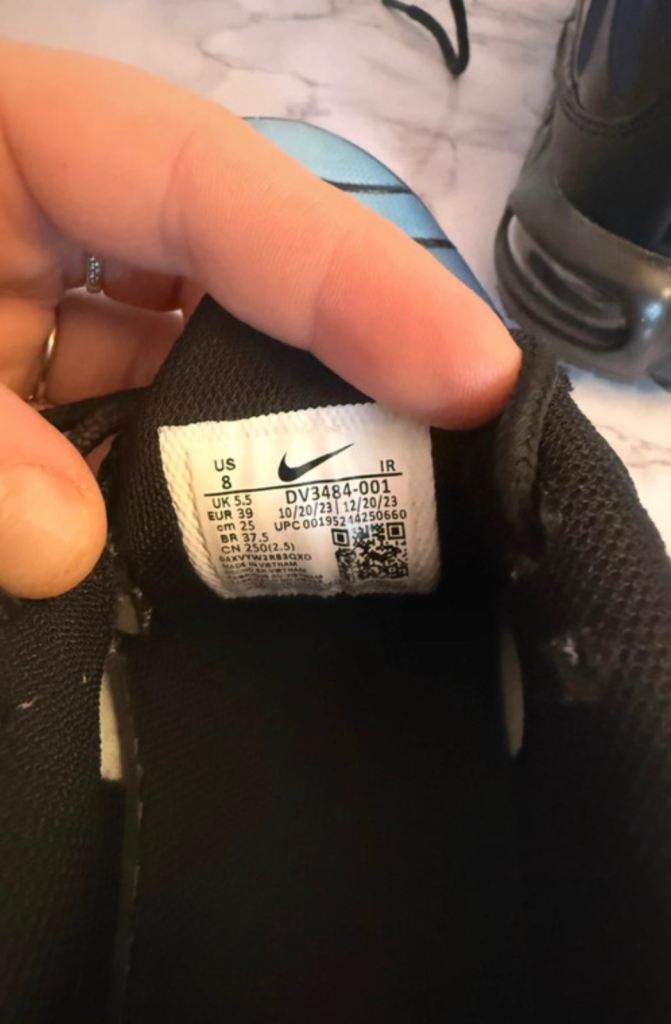 US 8 IR
DV3484-001
UK 5.5 10/20/23 | 12/20/23
EUR 39 UPC 00195244250660
cm 25
BR 37.5
CN 250(2.5)
MADE IN VIETNAM